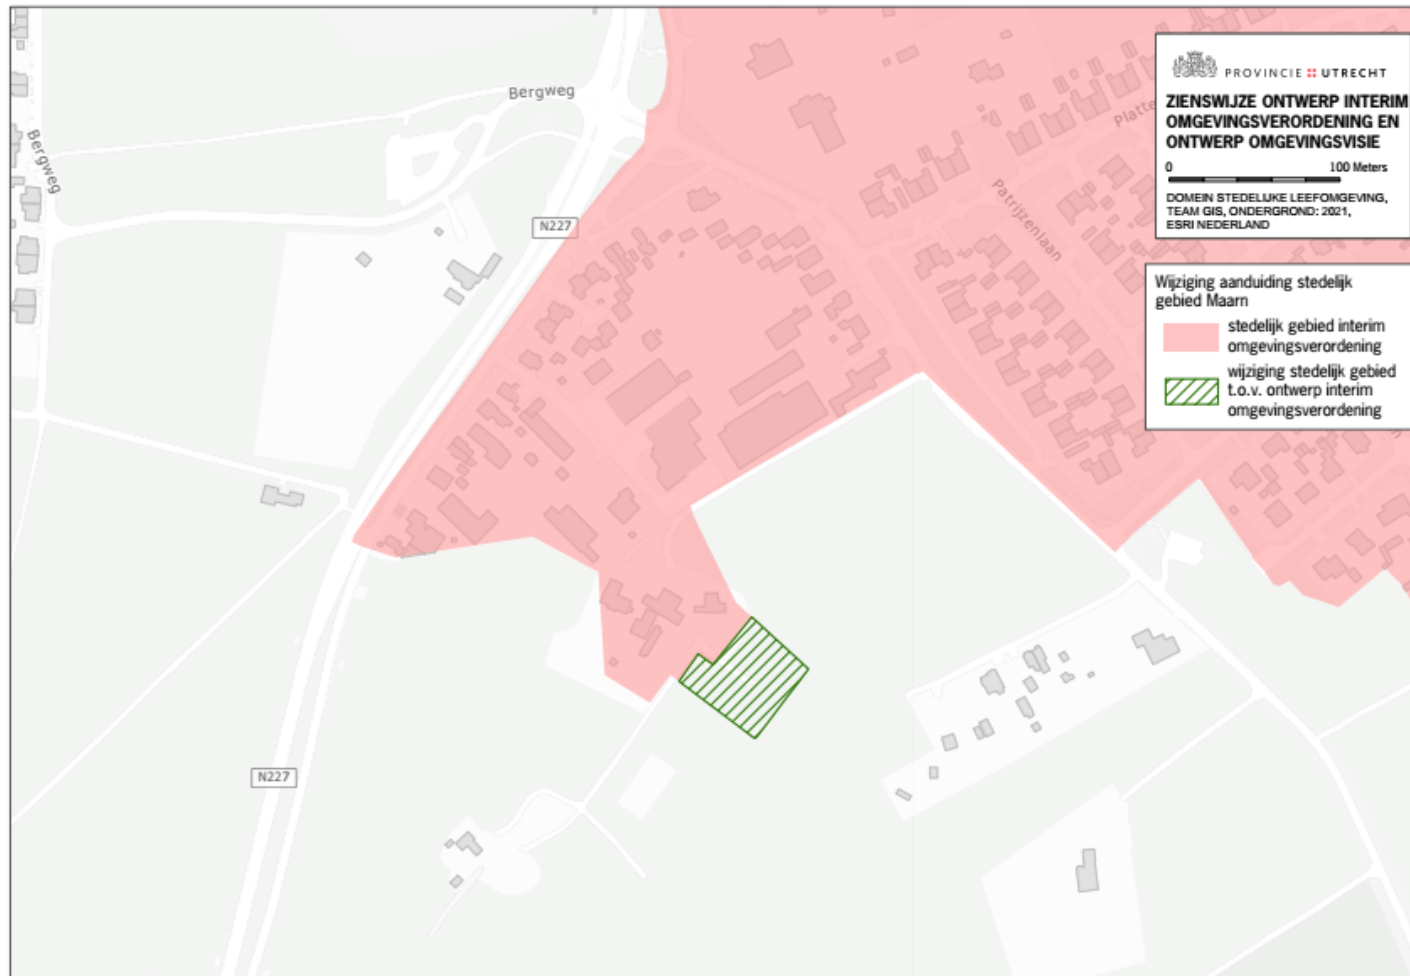 Bergweg
Bergweg
N227
N227
Patrijzenlaan
PROVINCIE UTRECHT
ZIENSWIJZE ONTWERP INTERIM
OMGEVINGSVERORDENING EN
ONTWERP OMGEVINGSVISIE
0 100 Meters
DOMEIN STEDELIJKE LEEFOMGEVING,
TEAM GIS, ONDERGROND: 2021,
ESRI NEDERLAND
Wijziging aanduiding stedelijk
gebied Maarn
stedelijk gebied interim
omgevingsverordening
wijziging stedelijk gebied
t.o.v. ontwerp interim
omgevingsverordening